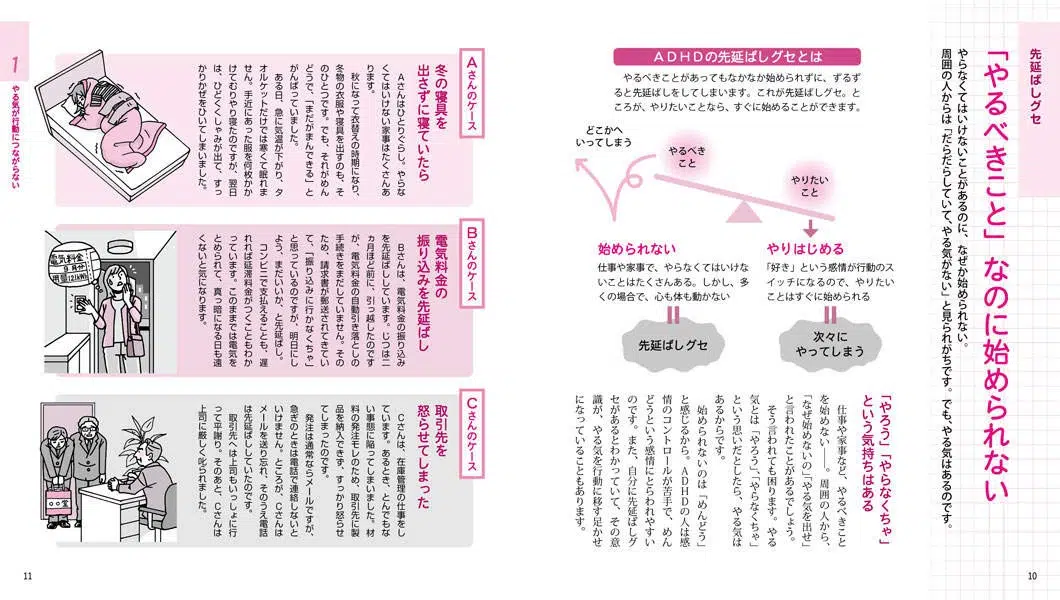 先延ばしグセ
「やるべきこと」なのに始められない
やらなくてはいけないことがあるのに、なぜか始められない。
周囲の人からは「だらだらしていて、やる気がない」と見られがちです。でも、やる気はあるのです。
ADHDの先延ばしグセとは
やるべきことがあってもなかなか始められずに、ずるず
ると先延ばしをしてしまいます。これが先延ばしグセ。と
ころが、やりたいことなら、すぐに始めることができます。
どこかへ
いってしまう
やるべき
こと
やりたい
こと
始められない
仕事や家事で、やらなくてはいけな
いことはたくさんある。しかし、多
くの場合で、心も体も動かない
先延ばしグセ
やりはじめる
「好き」という感情が行動のス
イッチになるので、やりたい
ことはすぐに始められる
次々に
やってしまう
「やろう」「やらなくちゃ」
という気持ちはある
仕事や家事など、やるべきこと
を始めない――。周囲の人から、
「なぜ始めないの」「やる気を出せ」
と言われたことがあるでしょう。
そう言われても困ります。やる
気とは「やろう」、「やらなくちゃ」
という思いだとしたら、やる気は
あるからです。
始められないのは「めんどう」
と感じるから。ADHDの人は感
情のコントロールが苦手で、めん
どうという感情にとらわれやすい
のです。また、自分に先延ばしグ
セがあるとわかっていて、その意
識が、やる気を行動に移す足かせ
になっていることもあります。
10
Aさんのケース
冬の寝具を
出さずに寝ていたら
Aさんはひとりぐらし。やらな
くてはいけない家事はたくさんあ
ります。
秋になって衣替えの時期になり、
冬物の衣服や寝具を出すのも、そ
のひとつです。でも、それがめん
どうで、「まだがまんできる」と
がんばっていました。
ある日、急に気温が下がり、タ
オルケットだけでは寒くて眠れま
せん。手近にあった服を何枚かか
けてむりやり寝たのですが、翌日
は、ひどくくしゃみが出て、すっ
かりかぜをひいてしまいました。
Bさんのケース
電気料金の
振り込みを先延ばし
Bさんは、電気料金の振り込み
を先延ばしています。じつは二
ヵ月ほど前に、引っ越したのです
が、電気料金の自動引き落としの
手続きをまだしていません。その
ため、請求書が郵送されてきてい
て、「振り込みに行かなくちゃ」
と思っているのですが、明日にし
よう、まだいいか、と先延ばし。
コンビニで支払えることも、遅
れれば延滞料金がつくこともわか
っています。このままでは電気を
とめられて、真っ暗になる日も遠
くないと気になります。
電気料金
9月分
Cさんのケース
取引先を
怒らせてしまった
Cさんは、在庫管理の仕事をし
ています。あるとき、とんでもな
い事態に陥ってしまいました。材
料の発注モレのため、取引先に製
品を納入できず、すっかり怒らせ
てしまったのです。
発注は通常ならメールですが、
急ぎのときは電話で連絡しないと
いけません。ところが、Cさんは
メールを送り忘れ、そのうえ電話
は先延ばしていたのです。
取引先へは上司もいっしょに行
って平謝り。そのあと、Cさんは
上司に厳しく叱られました。
1
やる気が行動につながらない
11